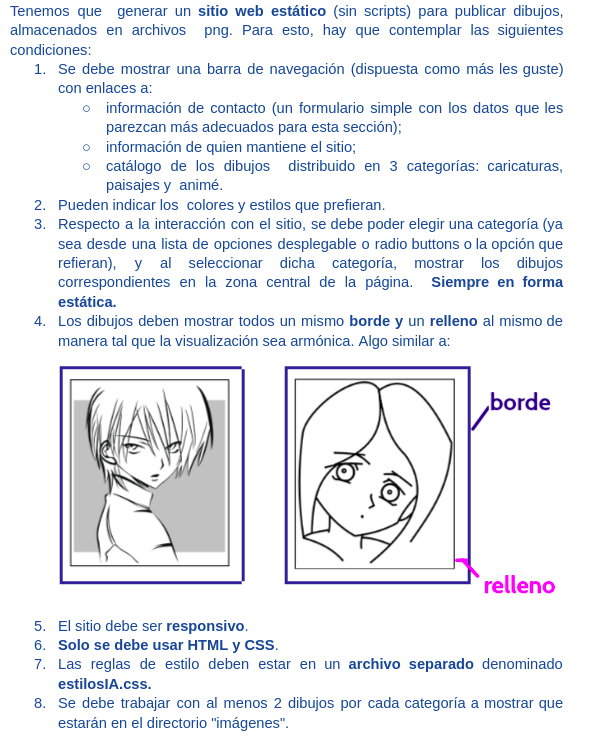 Tenemos que generar un sitio web estático (sin scripts) para publicar dibujos,
almacenados en archivos png. Para esto, hay que contemplar las siguientes
condiciones:
1. Se debe mostrar una barra de navegación (dispuesta como más les guste)
con enlaces a:
○ información de contacto (un formulario simple con los datos que les
parezcan más adecuados para esta sección);
○ información de quien mantiene el sitio;
○ catálogo de los dibujos distribuido en 3 categorías: caricaturas,
paisajes y animé.
2. Pueden indicar los colores y estilos que prefieran.
3. Respecto a la interacción con el sitio, se debe poder elegir una categoría (ya
sea desde una lista de opciones desplegable o radio buttons o la opción que
refieran), y al seleccionar dicha categoría, mostrar los dibujos
correspondientes en la zona central de la página. Siempre en forma
estática.
4. Los dibujos deben mostrar todos un mismo borde y un relleno al mismo de
manera tal que la visualización sea armónica. Algo similar a:
borde
relleno
5. El sitio debe ser responsivo.
6. Solo se debe usar HTML y CSS.
7. Las reglas de estilo deben estar en un archivo separado denominado
estilosIA.css.
8. Se debe trabajar con al menos 2 dibujos por cada categoría a mostrar que
estarán en el directorio "imágenes".